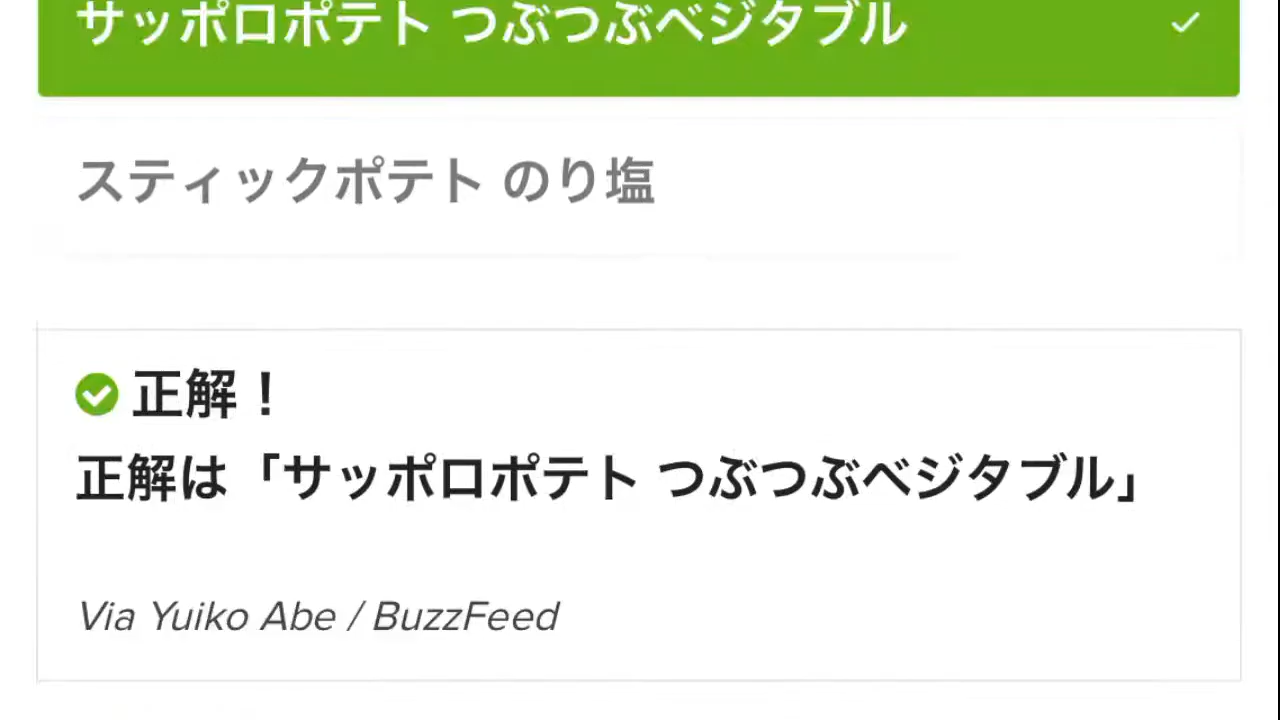 サッポロポテト つぶつぶベジタブル
スティックポテト のり塩
正解！
正解は「サッポロポテト つぶつぶベジタブル」
Via Yuiko Abe / BuzzFeed